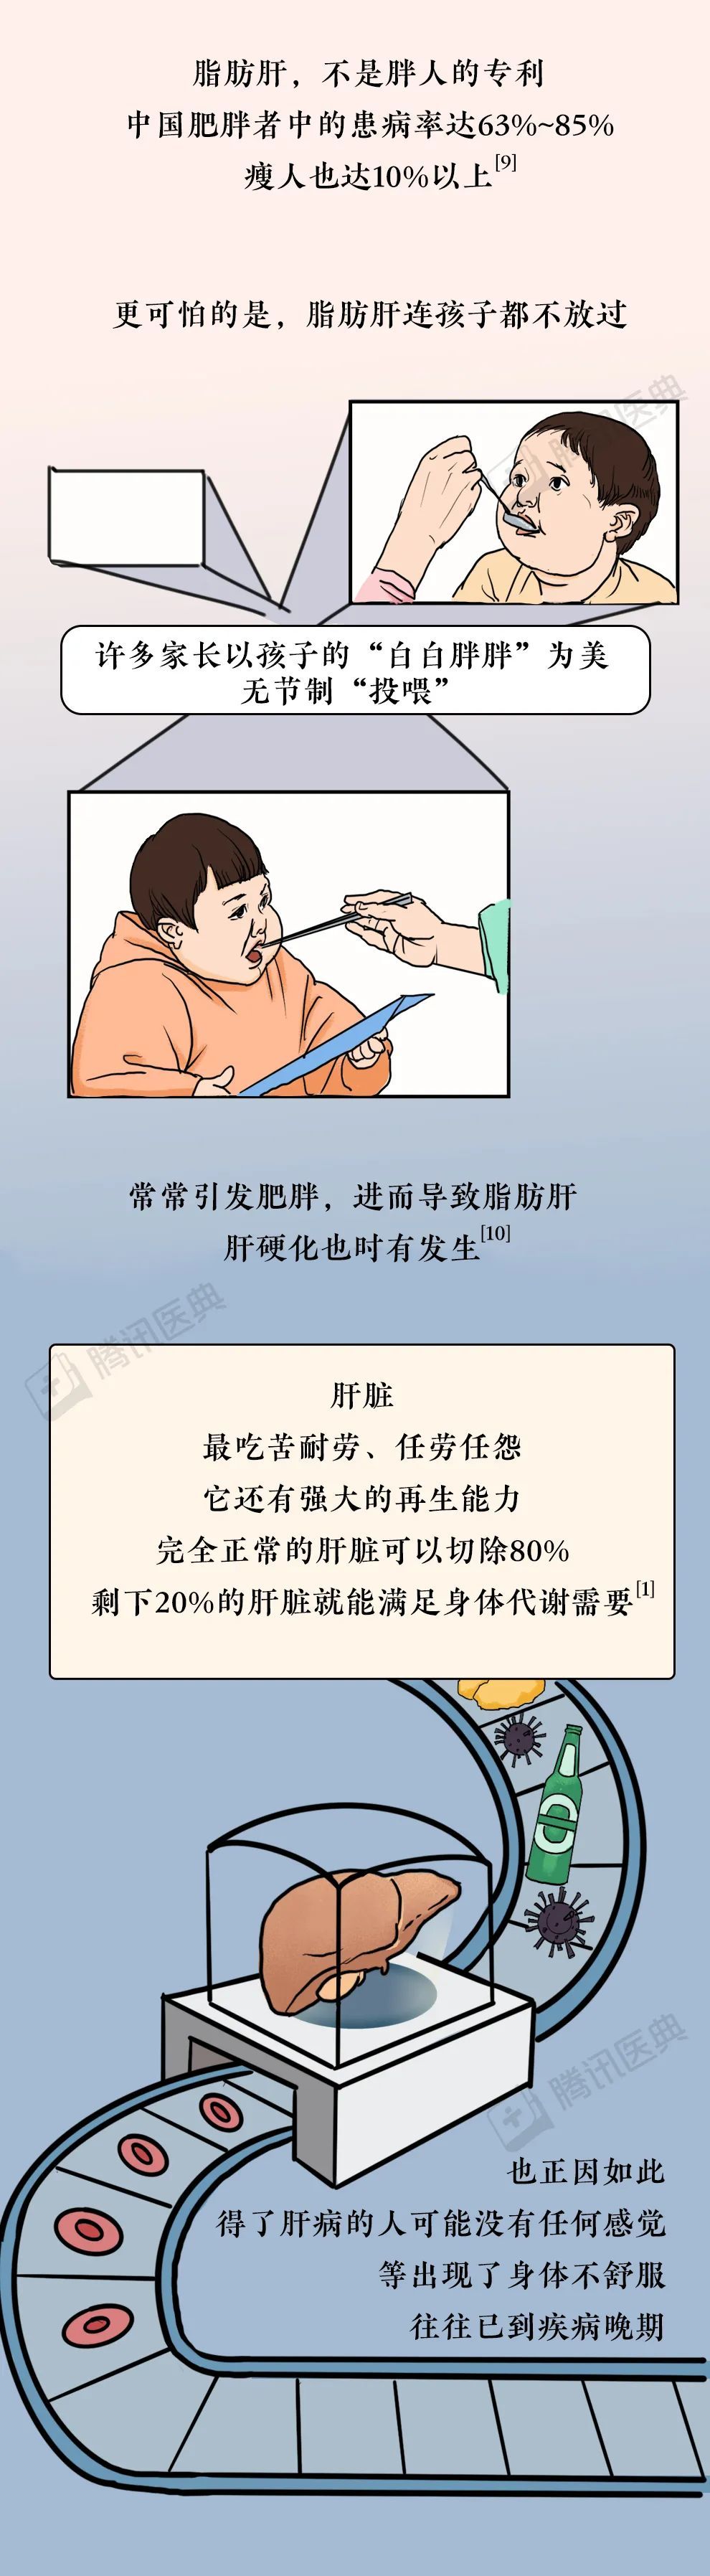 脂肪肝，不是胖人的专利
中国肥胖者中的患病率达63%~85%
瘦人也达10%以上[9]
更可怕的是，脂肪肝连孩子都不放过
腾讯医典
许多家长以孩子的“白白胖胖”为美
无节制“投喂”
常常引发肥胖，进而导致脂肪肝
肝硬化也时有发生[10]
腾讯医典
肝脏
最吃苦耐劳、任劳任怨
它还有强大的再生能力
完全正常的肝脏可以切除80%
剩下20%的肝脏就能满足身体代谢需要[1]
腾讯医典
也正因如此
得了肝病的人可能没有任何感觉
等出现了身体不舒服
往往已到疾病晚期